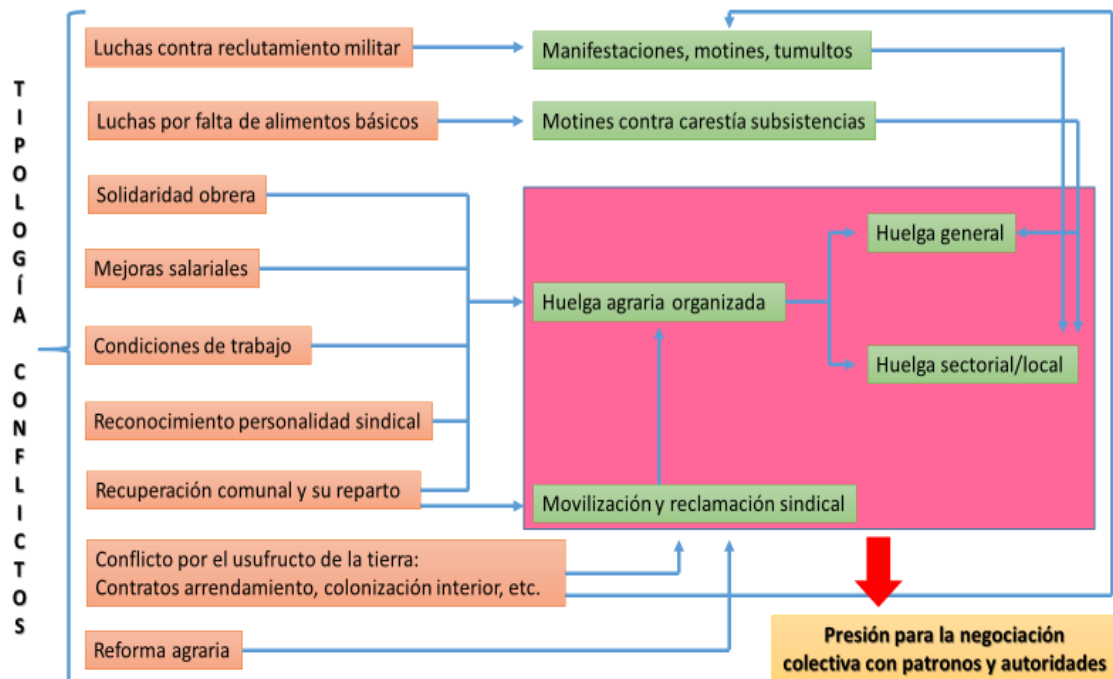 TIPOLOGÍA CONFLICTOS
Luchas contra reclutamiento militar
Manifestaciones, motines, tumultos
Luchas por falta de alimentos básicos
Motines contra carestía subsistencias
Solidaridad obrera
Huelga general
Mejoras salariales
Huelga agraria organizada
Condiciones de trabajo
Huelga sectorial/local
Reconocimiento personalidad sindical
Recuperación comunal y su reparto
Movilización y reclamación sindical
Conflicto por el usufructo de la tierra:
Contratos arrendamiento, colonización interior, etc.
Reforma agraria
Presión para la negociación
colectiva con patronos y autoridades